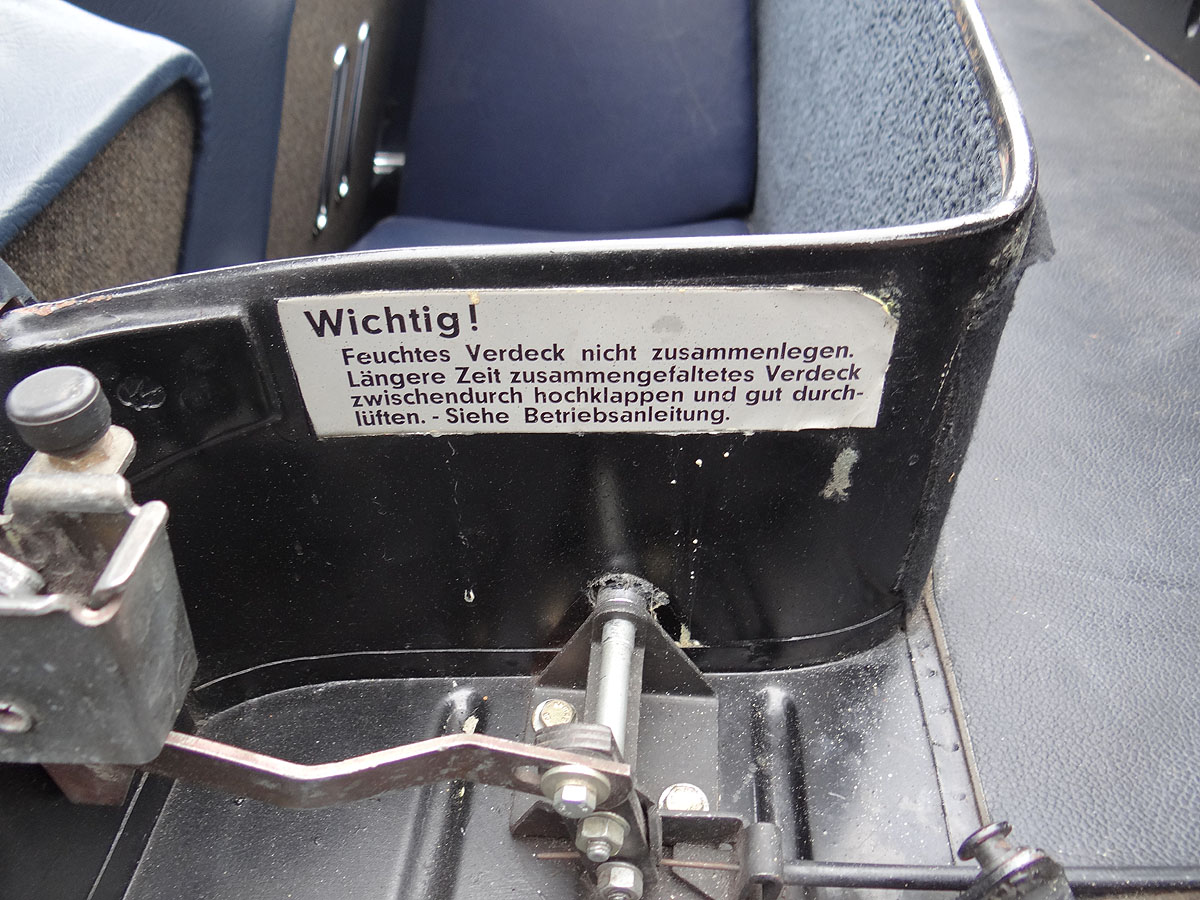 Wichtig!
Feuchtes Verdeck nicht zusammenlegen.
Längere Zeit zusammengefaltetes Verdeck
zwischendurch hochklappen und gut durch-
lüften. - Siehe Betriebsanleitung.